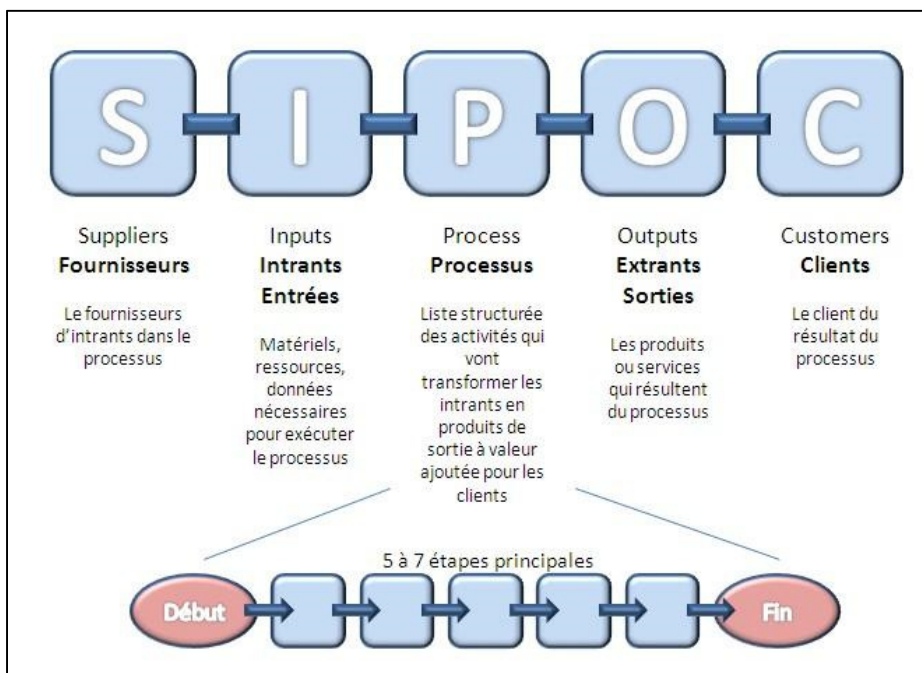 S I P O C
Suppliers
Fournisseurs
Le fournisseurs
d'intrants dans le
processus
Inputs
Intrants
Entrées
Matériels,
ressources,
données
nécessaires
pour exécuter
le processus
Process
Processus
Liste structurée
des activités qui
vont
transformer les
intrants en
produits de
sortie à valeur
ajoutée pour les
clients
Outputs
Extrants
Sorties
Les produits
ou services
qui résultent
du processus
Customers
Clients
Le client du
résultat du
processus
5 à 7 étapes principales
Début
Fin